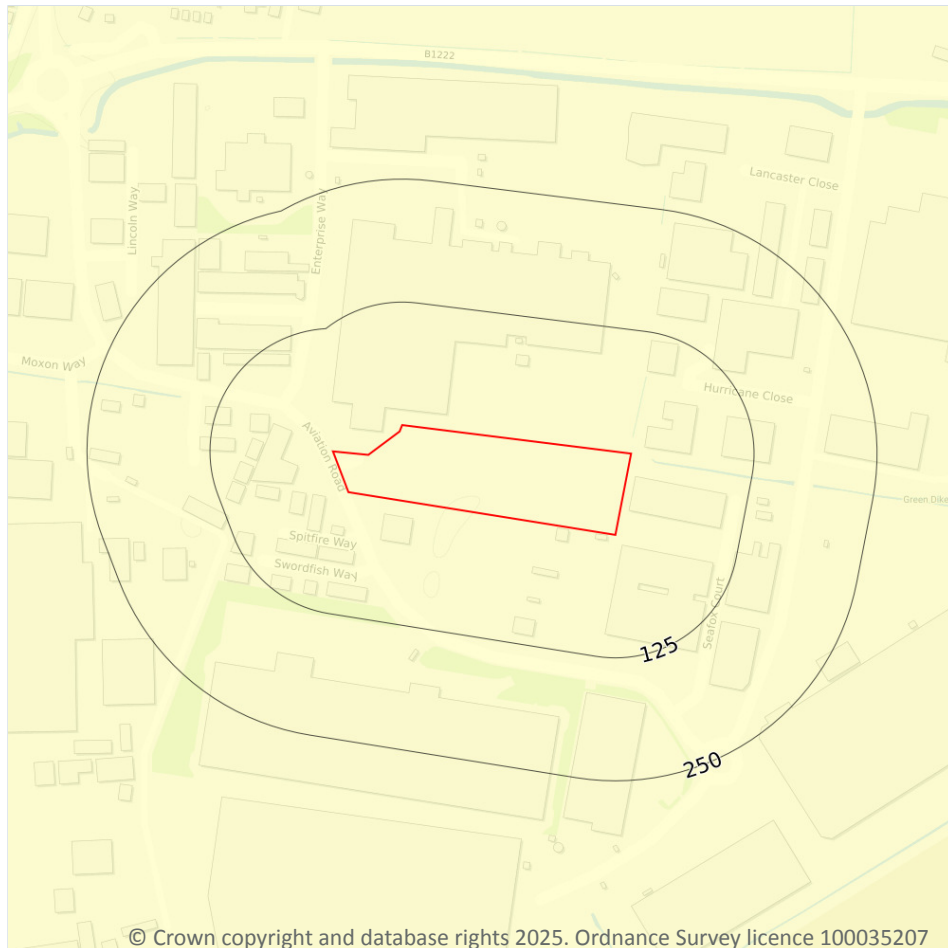 B1222
Lancaster Close
Lincoln Way
Enterprise Way
Moxon Way
Hurricane Close
Aviation Road
Green Dike
Spitfire Way
Swordfish Way
Seafox Court
125
250
© Crown copyright and database rights 2025. Ordnance Survey licence 100035207